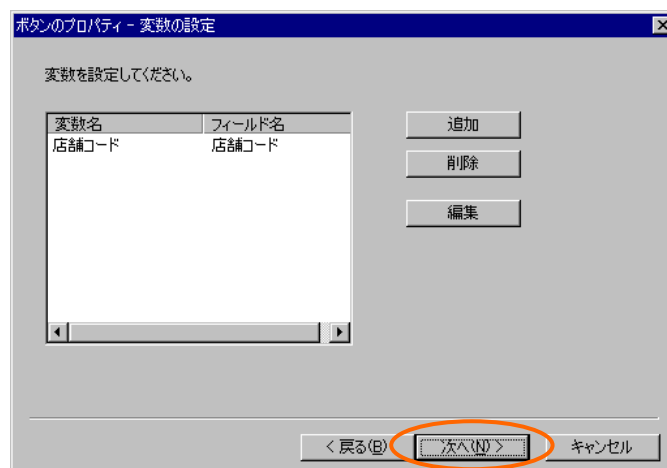 ボタンのプロパティ - 変数の設定
変数を設定してください。
変数名 フィールド名
店舗コード 店舗コード
追加
削除
編集
< 戻る(B)
次へ(N) >
キャンセル